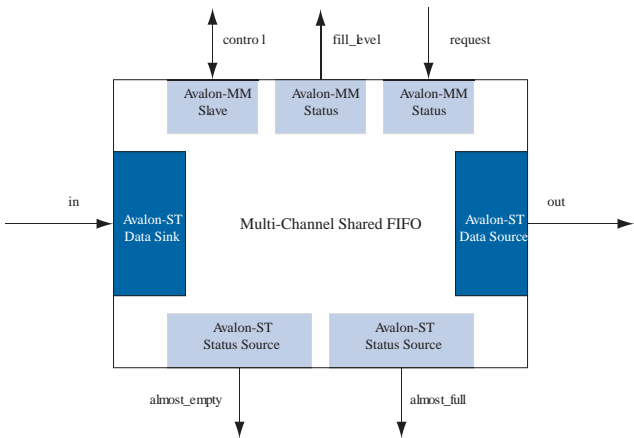 control
fill_level
request
Avalon-MM
Slave
Avalon-MM
Status
Avalon-MM
Status
in
Avalon-ST
Data Sink
Multi-Channel Shared FIFO
Avalon-ST
Data Source
out
Avalon-ST
Status Source
Avalon-ST
Status Source
almost_empty
almost_full